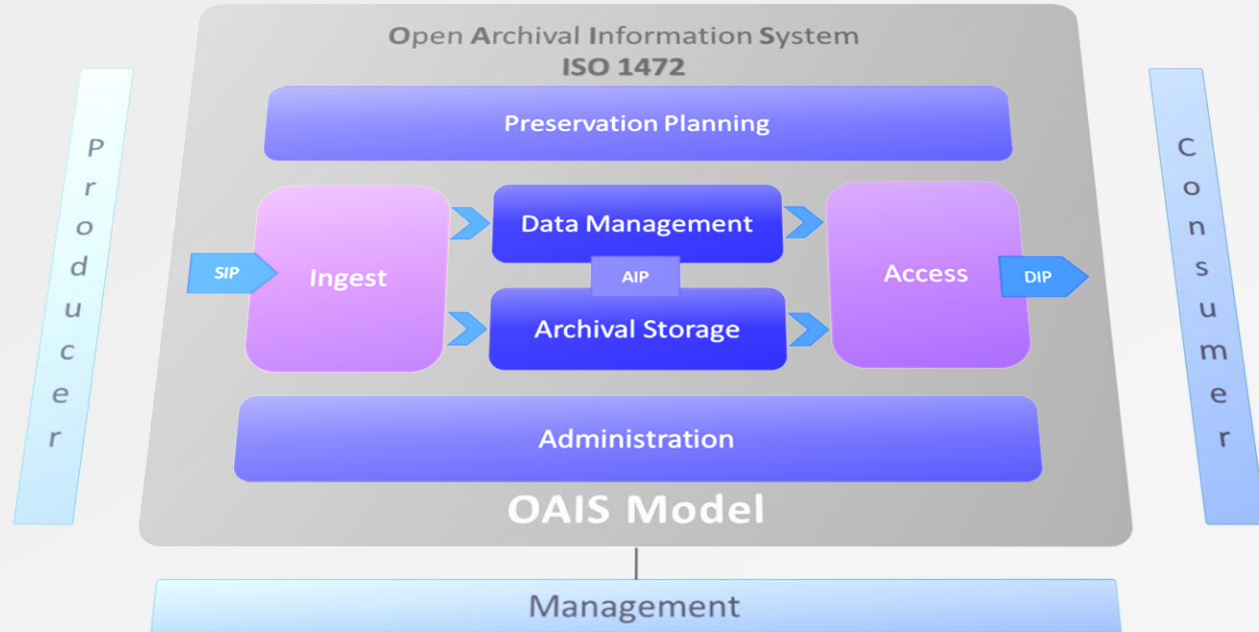 Open Archival Information System
ISO 1472
Preservation Planning
Producer
SIP
Ingest
Data Management
AIP
Archival Storage
Access
DIP
Consumer
Administration
OAIS Model
Management